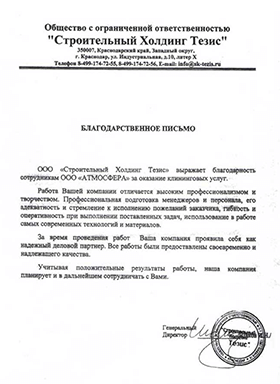 Общество с ограниченной ответственностью
"Строительный Холдинг Тезис"
350007, Краснодарский край, Западный округ,
г. Краснодар, ул. Индустриальная, д.10, литер Х
Телефон 8-499-174-72-55, 8-499-174-72-56, E-mail: info@sk-tezis.ru
БЛАГОДАРСТВЕННОЕ ПИСЬМО
ООО «Строительный Холдинг Тезис» выражает благодарность
сотрудникам ООО «АТМОСФЕРА» за оказание клининговых услуг.
Работа Вашей компании отличается высоким профессионализмом и
творчеством. Профессиональная подготовка менеджеров и персонала, его
адекватность и стремление к исполнению пожеланий заказчика, гибкость и
оперативность при выполнении поставленных задач, использование в работе
самых современных технологий и материалов.
За время проведения работ Ваша компания проявила себя как
надежный деловой партнер. Все работы были предоставлены своевременно и
надлежащего качества.
Учитывая положительные результаты работы, наша компания
планирует и в дальнейшем сотрудничать с Вами.
Генеральный
Директор
Тезис"